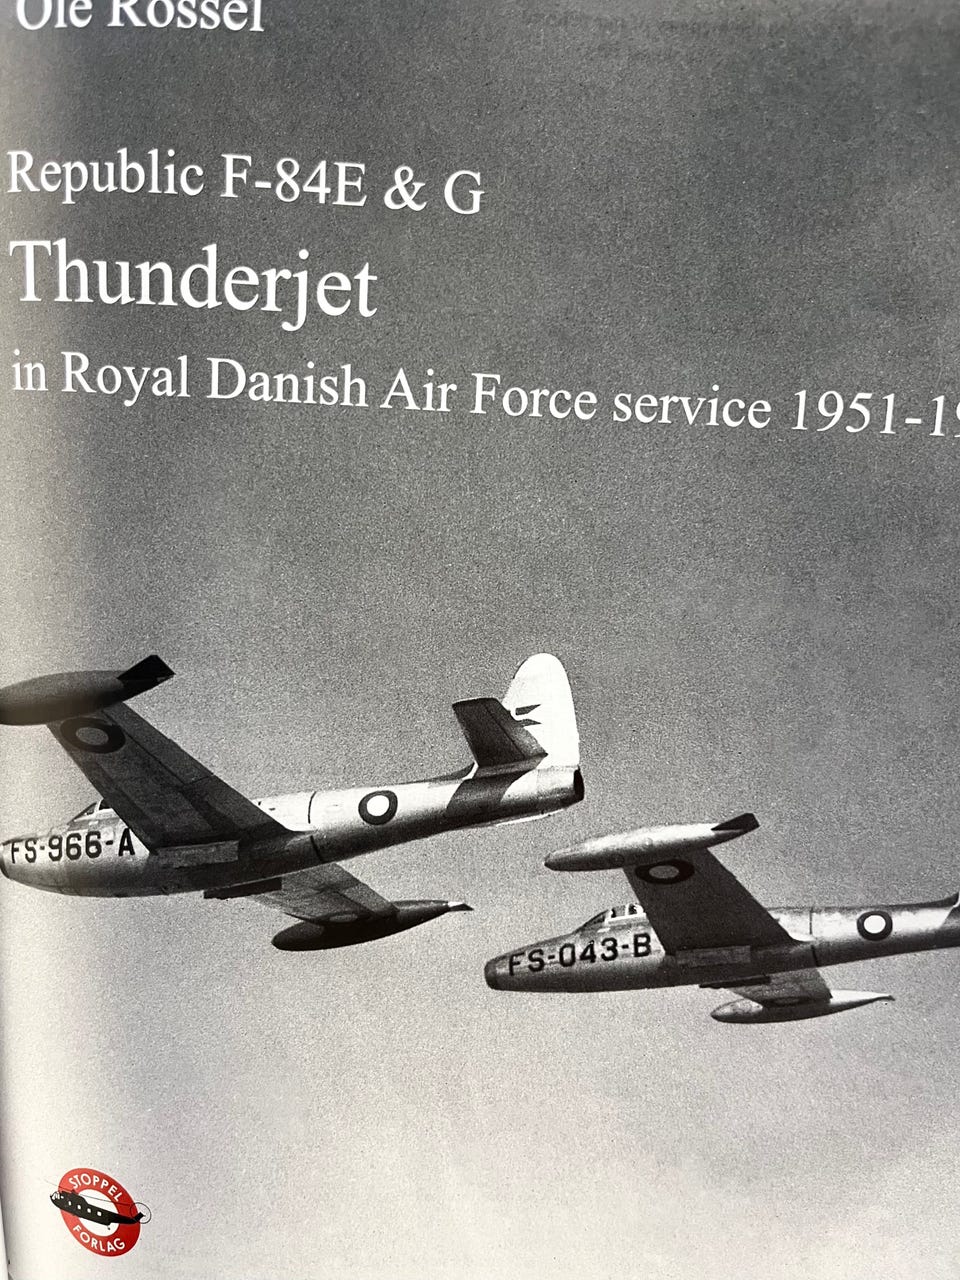 Ole Rossel
Republic F-84E & G
Thunderjet
in Royal Danish Air Force service 1951-19
FS-966-A
FS-043-B
STOPPEL
FORLAG